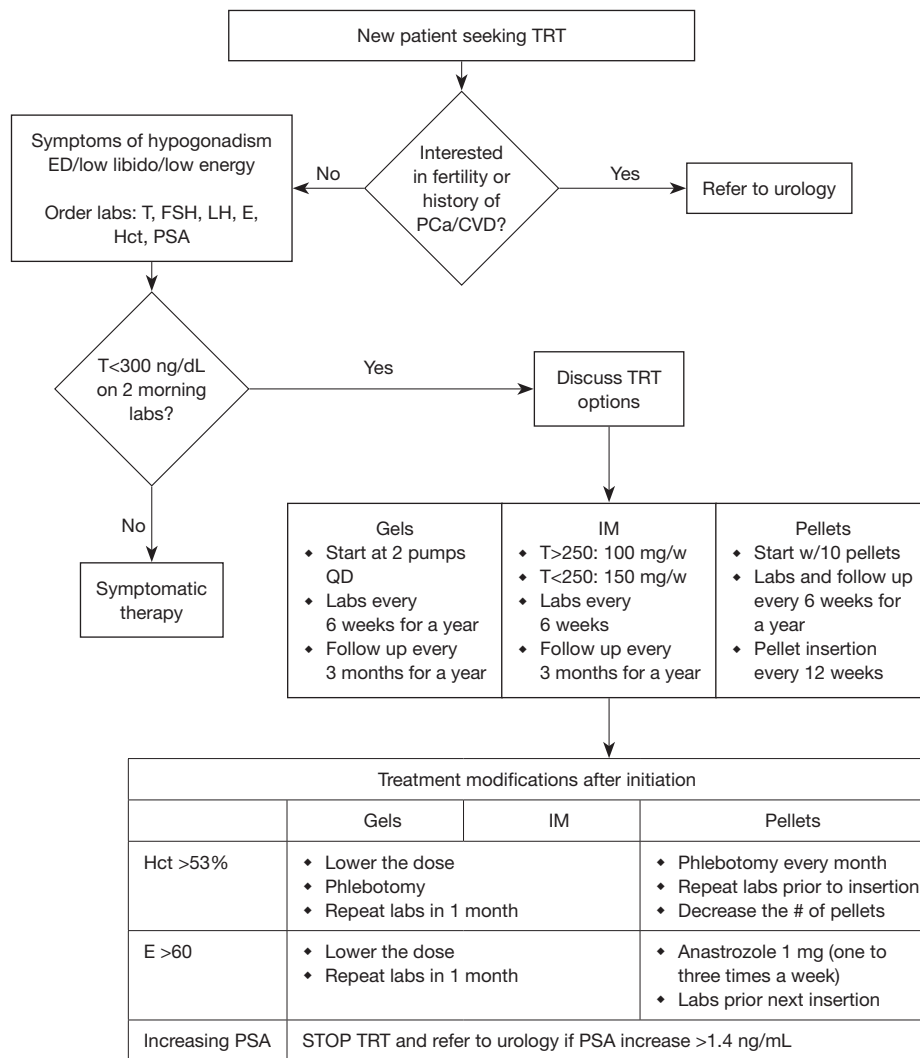 New patient seeking TRT
Symptoms of hypogonadism
ED/low libido/low energy
Order labs: T, FSH, LH, E,
Hct, PSA
No
Interested
in fertility or
history of
PCa/CVD?
Yes
Refer to urology
T<300 ng/dL
on 2 morning
labs?
Yes
Discuss TRT
options
No
Symptomatic
therapy
Gels
◆ Start at 2 pumps
QD
◆ Labs every
6 weeks for a year
◆ Follow up every
3 months for a year
IM
◆ T>250: 100 mg/w
◆ T<250: 150 mg/w
◆ Labs every
6 weeks
◆ Follow up every
3 months for a year
Pellets
◆ Start w/10 pellets
◆ Labs and follow up
every 6 weeks for
a year
◆ Pellet insertion
every 12 weeks
Treatment modifications after initiation
Gels IM Pellets
Hct >53%
◆ Lower the dose
◆ Phlebotomy
◆ Repeat labs in 1 month
◆ Phlebotomy every month
◆ Repeat labs prior to insertion
◆ Decrease the # of pellets
E >60
◆ Lower the dose
◆ Repeat labs in 1 month
◆ Anastrozole 1 mg (one to
three times a week)
◆ Labs prior next insertion
Increasing PSA
STOP TRT and refer to urology if PSA increase >1.4 ng/mL